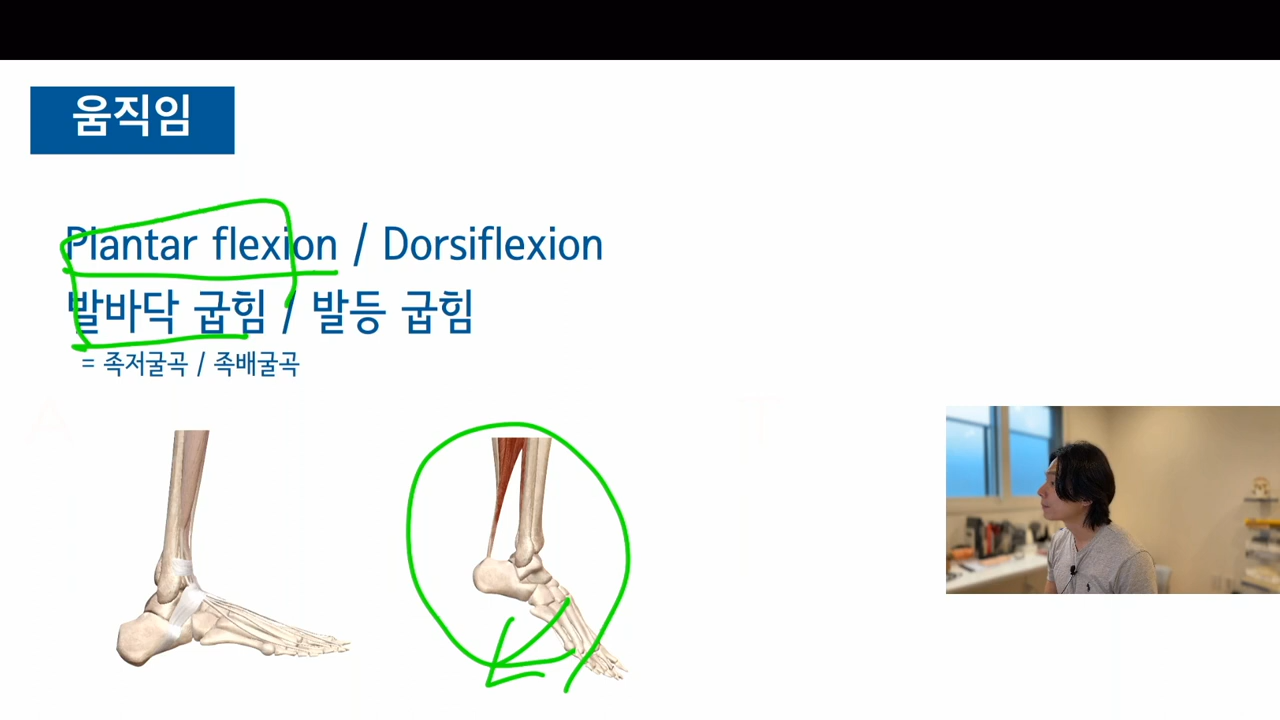 움직임
Plantar flexion / Dorsiflexion
발바닥 굽힘 / 발등 굽힘
= 족저굴곡 / 족배굴곡